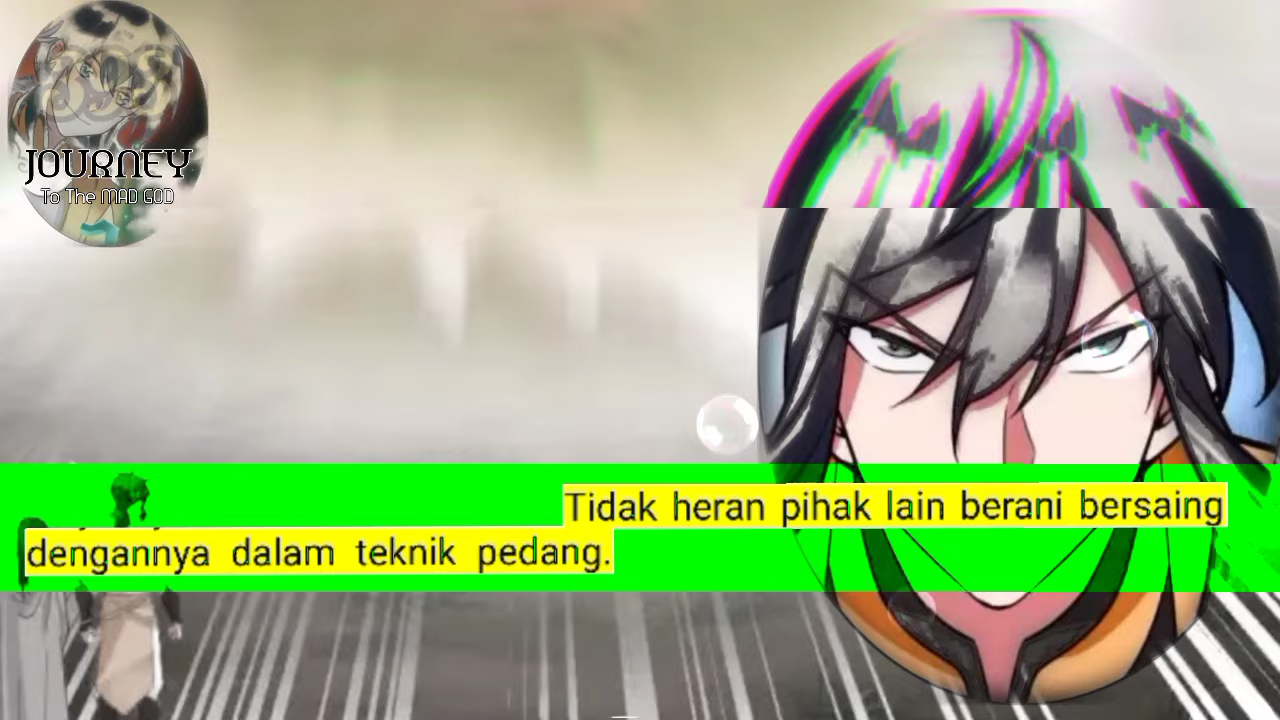 JOURNEY
To The MAD GOD
Tidak heran pihak lain berani bersaing
dengannya dalam teknik pedang.